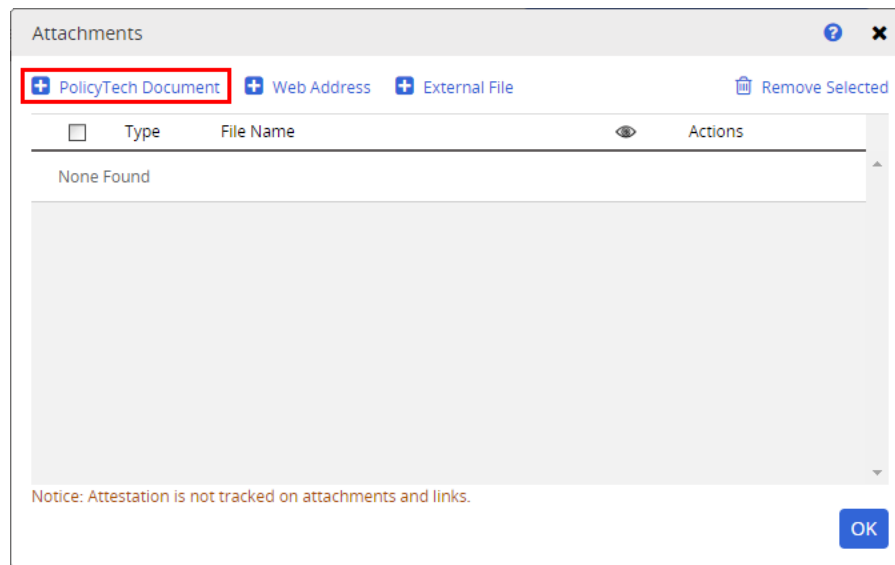 Attachments
PolicyTech Document Web Address External File Remove Selected
Type File Name Actions
None Found
Notice: Attestation is not tracked on attachments and links.
OK